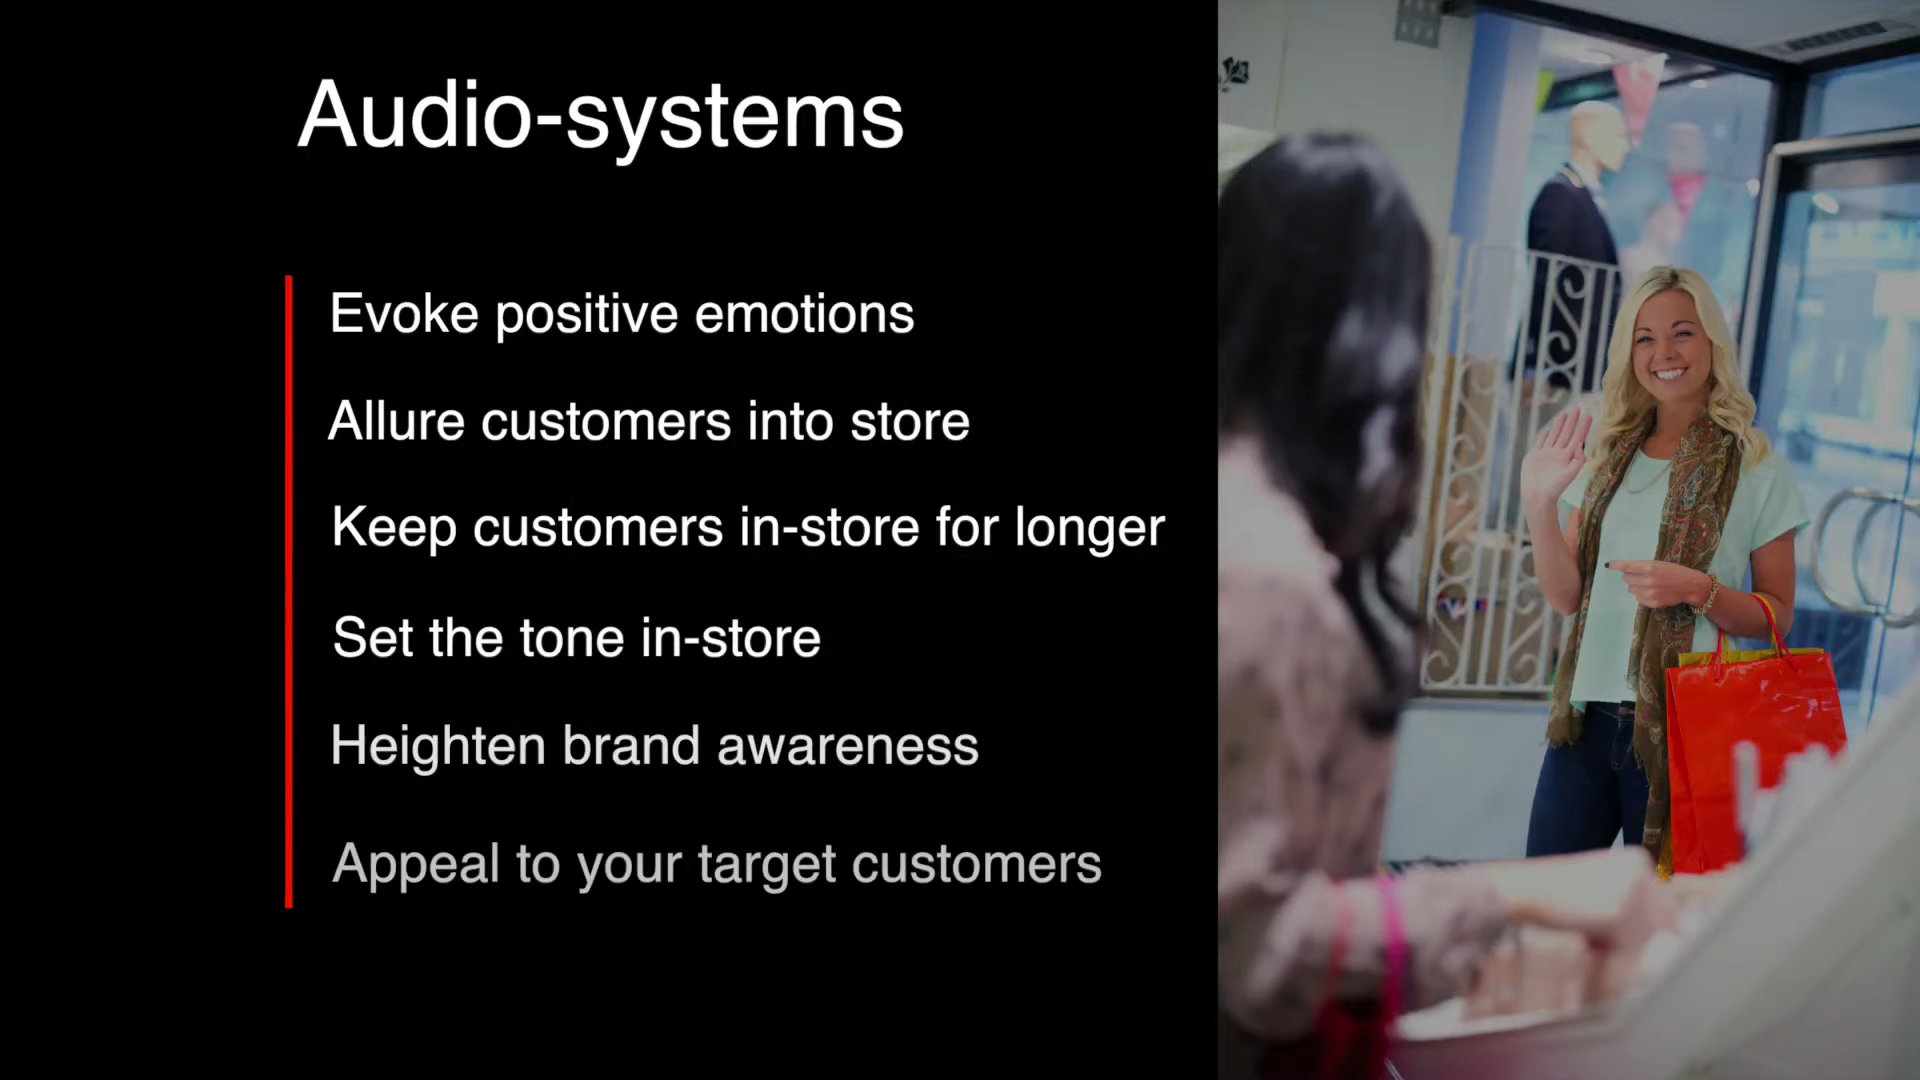 Audio-systems
Evoke positive emotions
Allure customers into store
Keep customers in-store for longer
Set the tone in-store
Heighten brand awareness
Appeal to your target customers